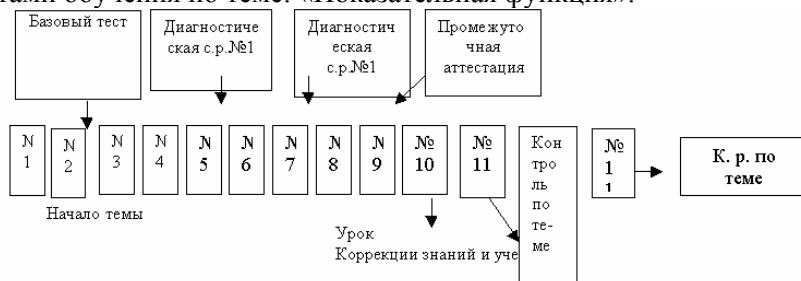 тами обучения по теме: «Показательная функция».
Базовый тест
Диагностиче
ская с.р.№1
Диагностич
еская
с.р.№1
Промежуто
чная
аттестация
N
1
N
2
N
3
N
4
N
5
N
6
N
7
N
8
N
9
№
10
№
11
Кон
тро
ль
по
те-
ме
№
1
1
К. р. по
теме
Начало темы
Урок
Коррекции знаний и уче